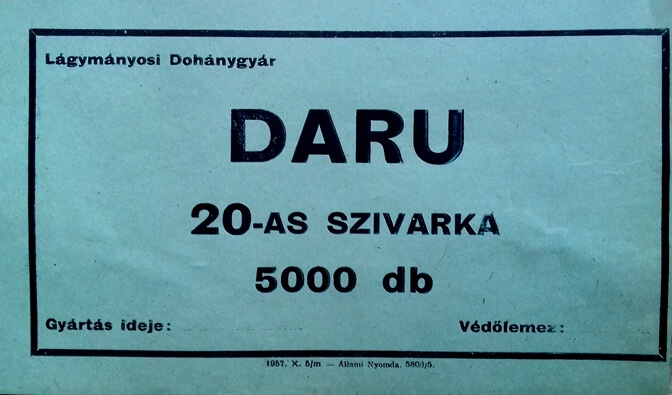 Lágymányosi Dohánygyár
DARU
20-AS SZIVARKA
5000 db
Gyártás ideje: Védőlemez:
1957. X. 5/m — Állami Nyomda. 5803/5.